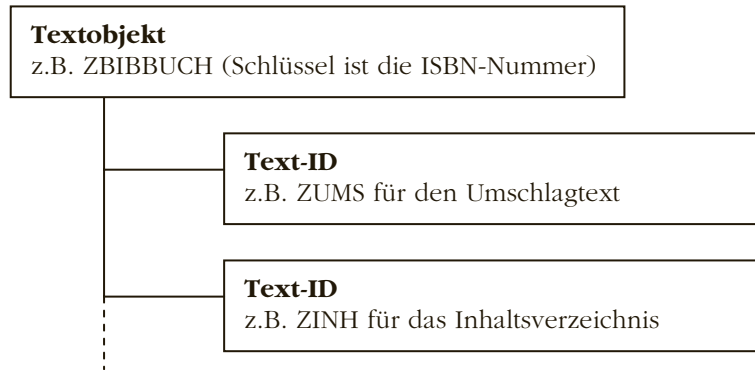 Textobjekt
z.B. ZBIBBUCH (Schlüssel ist die ISBN-Nummer)
Text-ID
z.B. ZUMS für den Umschlagtext
Text-ID
z.B. ZINH für das Inhaltsverzeichnis